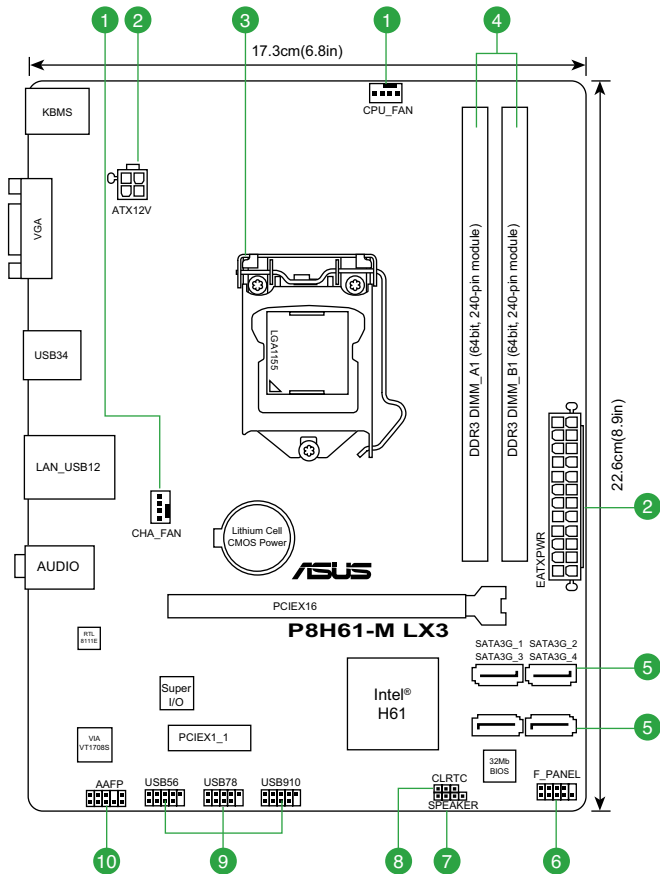 1
2
3
4
1
17.3cm(6.8in)
KBMS
CPU_FAN
ATX12V
VGA
DDR3 DIMM_A1 (64bit, 240-pin module)
DDR3 DIMM_B1 (64bit, 240-pin module)
LGA1155
USB34
22.6cm(8.9in)
LAN_USB12
CHA_FAN
2
Lithium Cell
CMOS Power
EATXPWR
AUDIO
ASUS
PCIEX16
P8H61-M LX3
RTL
8111E
SATA3G_1 SATA3G_2
SATA3G_3 SATA3G_4
5
Super
I/O
Intel®
H61
5
VIA
VT1708S
PCIEX1_1
32Mb
BIOS
AAFP
USB56
USB78
USB910
CLRTC
SPEAKER
F_PANEL
10
9
8
7
6